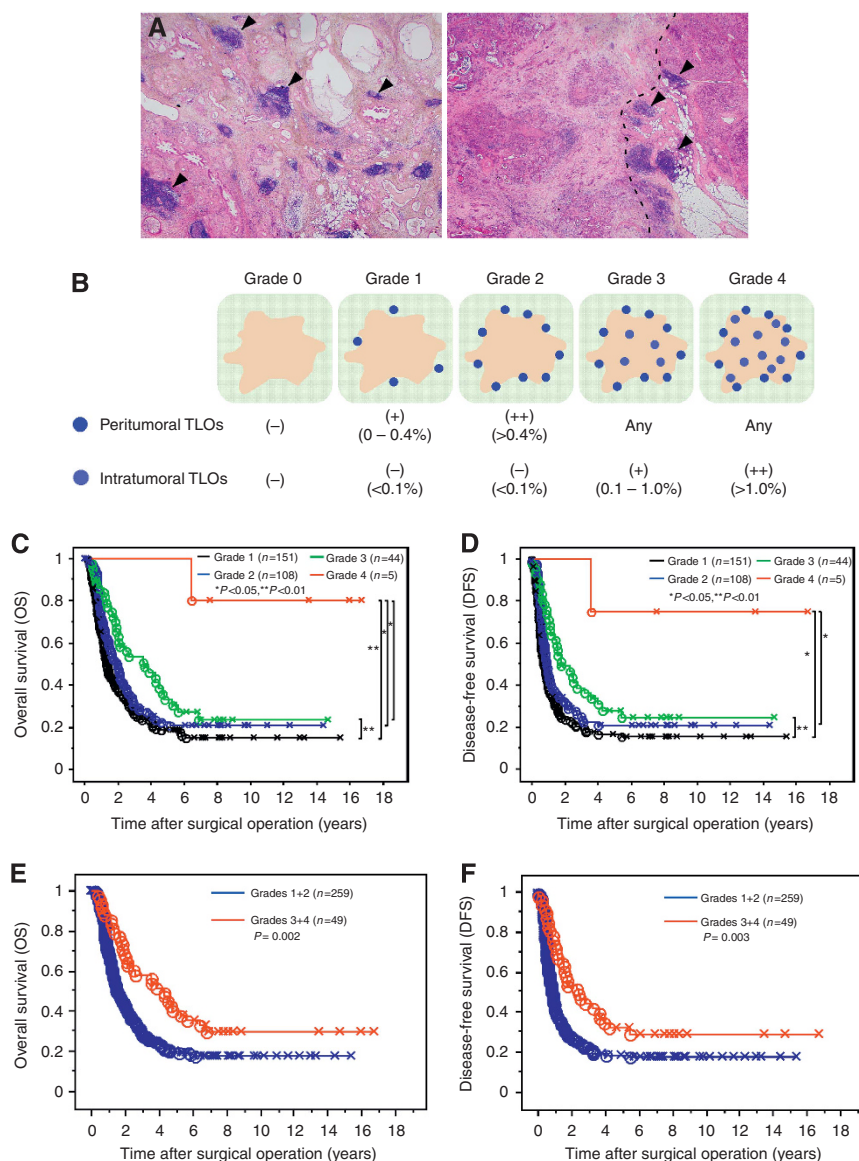 A
B
Grade 0 Grade 1 Grade 2 Grade 3 Grade 4
Peritumoral TLOs (–) (+) (++) Any Any
(0 – 0.4%) (>0.4%)
Intratumoral TLOs (–) (–) (–) (+) (++)
(<0.1%) (<0.1%) (0.1 – 1.0%) (>1.0%)
C
Overall survival (OS)
Grade 1 (n=151) Grade 3 (n=44)
Grade 2 (n=108) Grade 4 (n=5)
*P<0.05,**P<0.01
1
0.8
0.6
0.4
0.2
0
** * *
**
0 2 4 6 8 10 12 14 16 18
Time after surgical operation (years)
D
Disease-free survival (DFS)
Grade 1 (n=151) Grade 3 (n=44)
Grade 2 (n=108) Grade 4 (n=5)
*P<0.05,**P<0.01
1
0.8
0.6
0.4
0.2
0
* *
**
0 2 4 6 8 10 12 14 16 18
Time after surgical operation (years)
E
Overall survival (OS)
Grades 1+2 (n=259)
Grades 3+4 (n=49)
P= 0.002
1
0.8
0.6
0.4
0.2
0
0 2 4 6 8 10 12 14 16 18
Time after surgical operation (years)
F
Disease-free survival (DFS)
Grades 1+2 (n=259)
Grades 3+4 (n=49)
P= 0.003
1
0.8
0.6
0.4
0.2
0
0 2 4 6 8 10 12 14 16 18
Time after surgical operation (years)